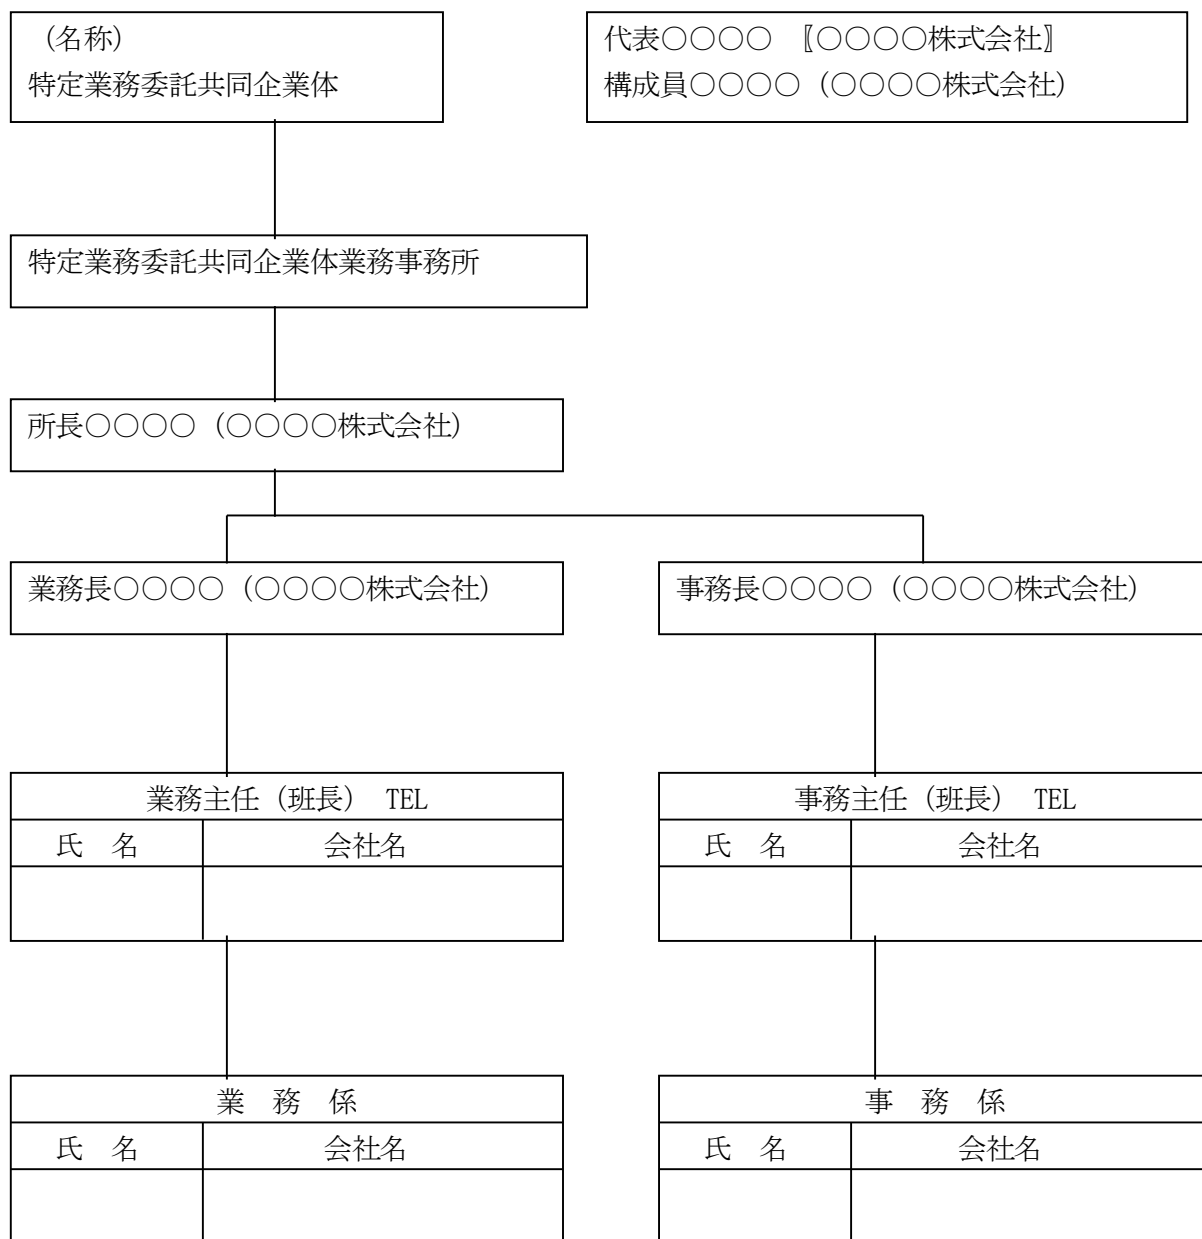 （名称）
特定業務委託共同企業体
代表○○○○　〖○○○○株式会社〗
構成員○○○○（○○○○株式会社）
特定業務委託共同企業体業務事務所
所長○○○○（○○○○株式会社）
業務長○○○○（○○○○株式会社）
事務長○○○○（○○○○株式会社）
業務主任（班長）　TEL
氏　名　会社名
事務主任（班長）　TEL
氏　名　会社名
業　務　係
氏　名　会社名
事　務　係
氏　名　会社名